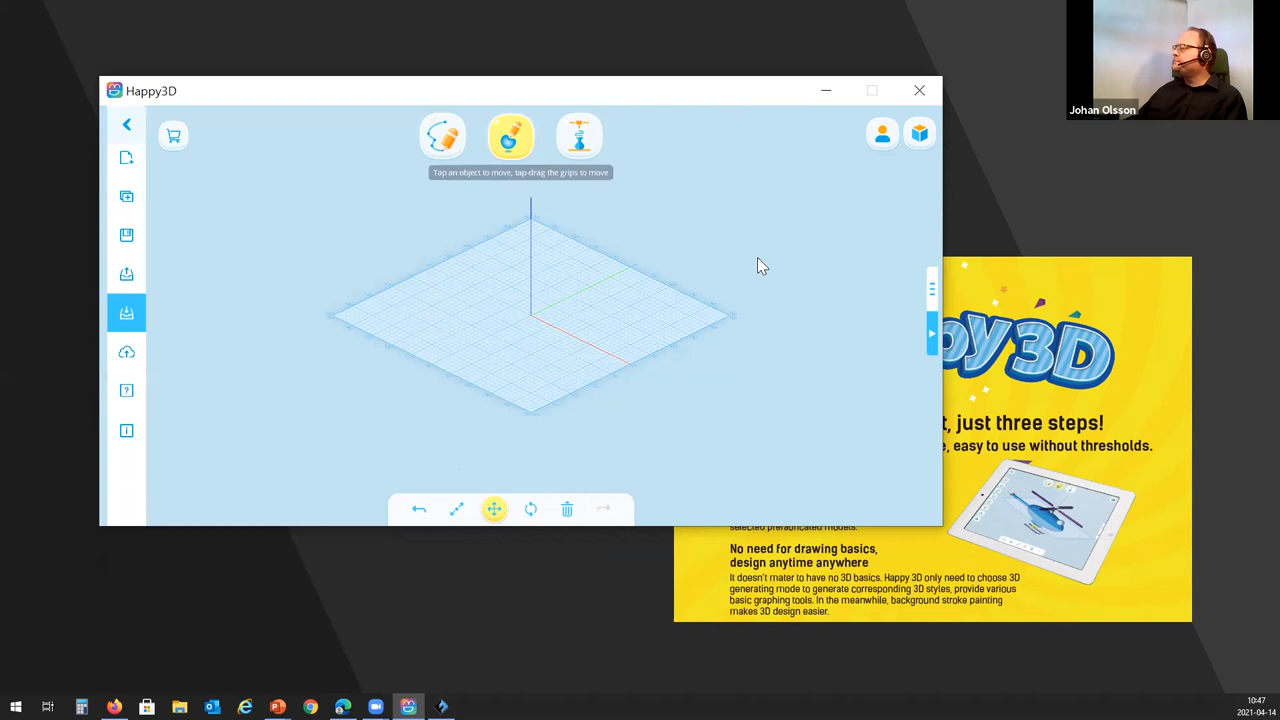 Johan Olsson
Happy3D
Tap an object to move, tap-drag the grips to move
py3D
t, just three steps!
e, easy to use without thresholds.
selected prefabricated models.
No need for drawing basics,
design anytime anywhere
It doesn't mater to have no 3D basics. Happy 3D only need to choose 3D
generating mode to generate corresponding 3D styles, provide various
basic graphing tools. In the meanwhile, background stroke painting
makes 3D design easier.
10:47
2021-04-14